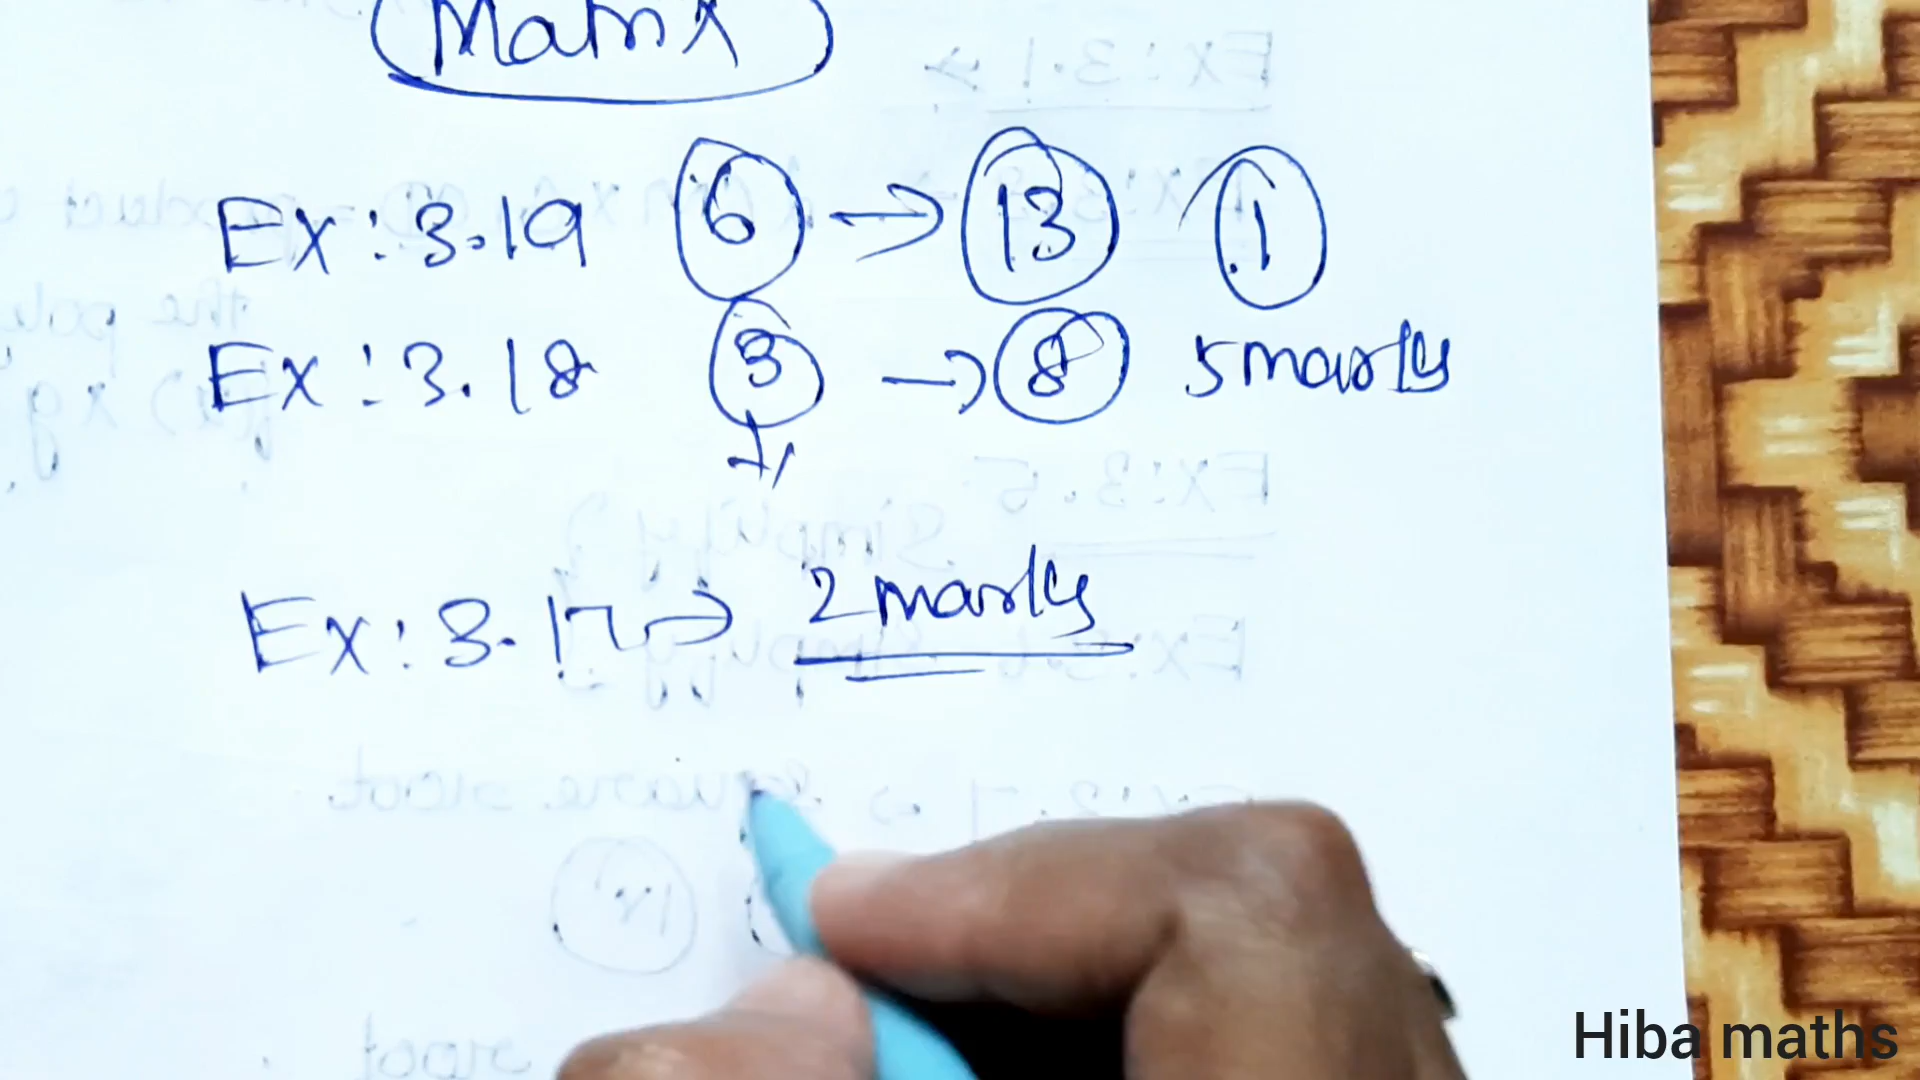 Matrix
Ex: 3.19 6 → 13 1
Ex: 3.18 3 → 8 5 marks
Ex: 3.17 → 2 marks
Hiba maths